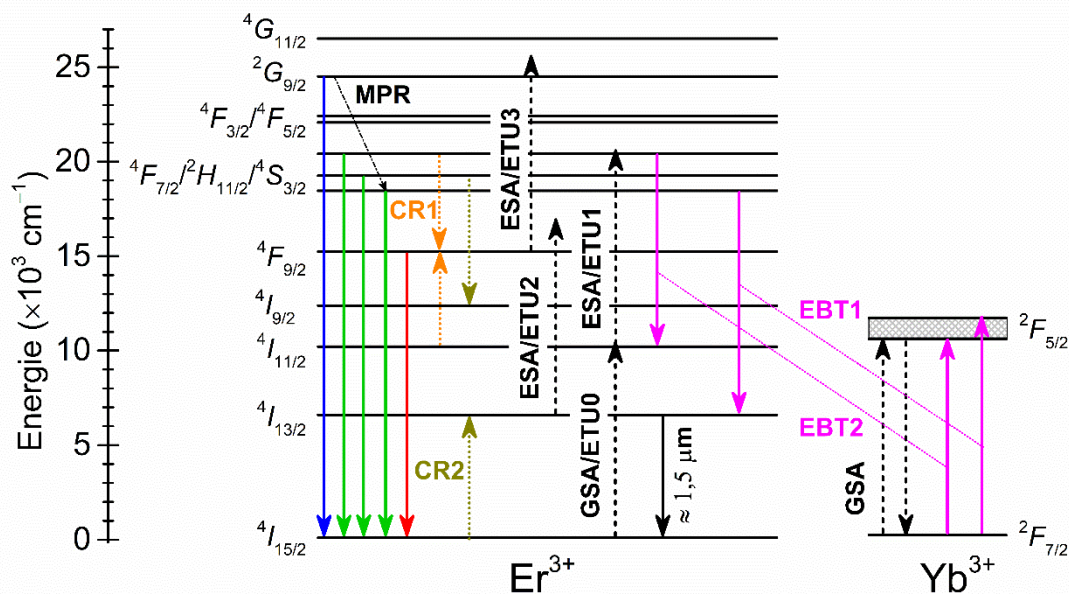 Energie (×10³ cm⁻¹)
25
20
15
10
5
0
⁴G₁₁/₂
²G₉/₂
⁴F₃/₂/⁴F₅/₂
⁴F₇/₂/²H₁₁/₂/⁴S₃/₂
⁴F₉/₂
⁴I₉/₂
⁴I₁₁/₂
⁴I₁₃/₂
⁴I₁₅/₂
MPR
CR1
CR2
ESA/ETU3
ESA/ETU2
ESA/ETU1
GSA/ETU0
≈ 1,5 μm
EBT1
EBT2
GSA
²F₅/₂
²F₇/₂
Er³⁺
Yb³⁺